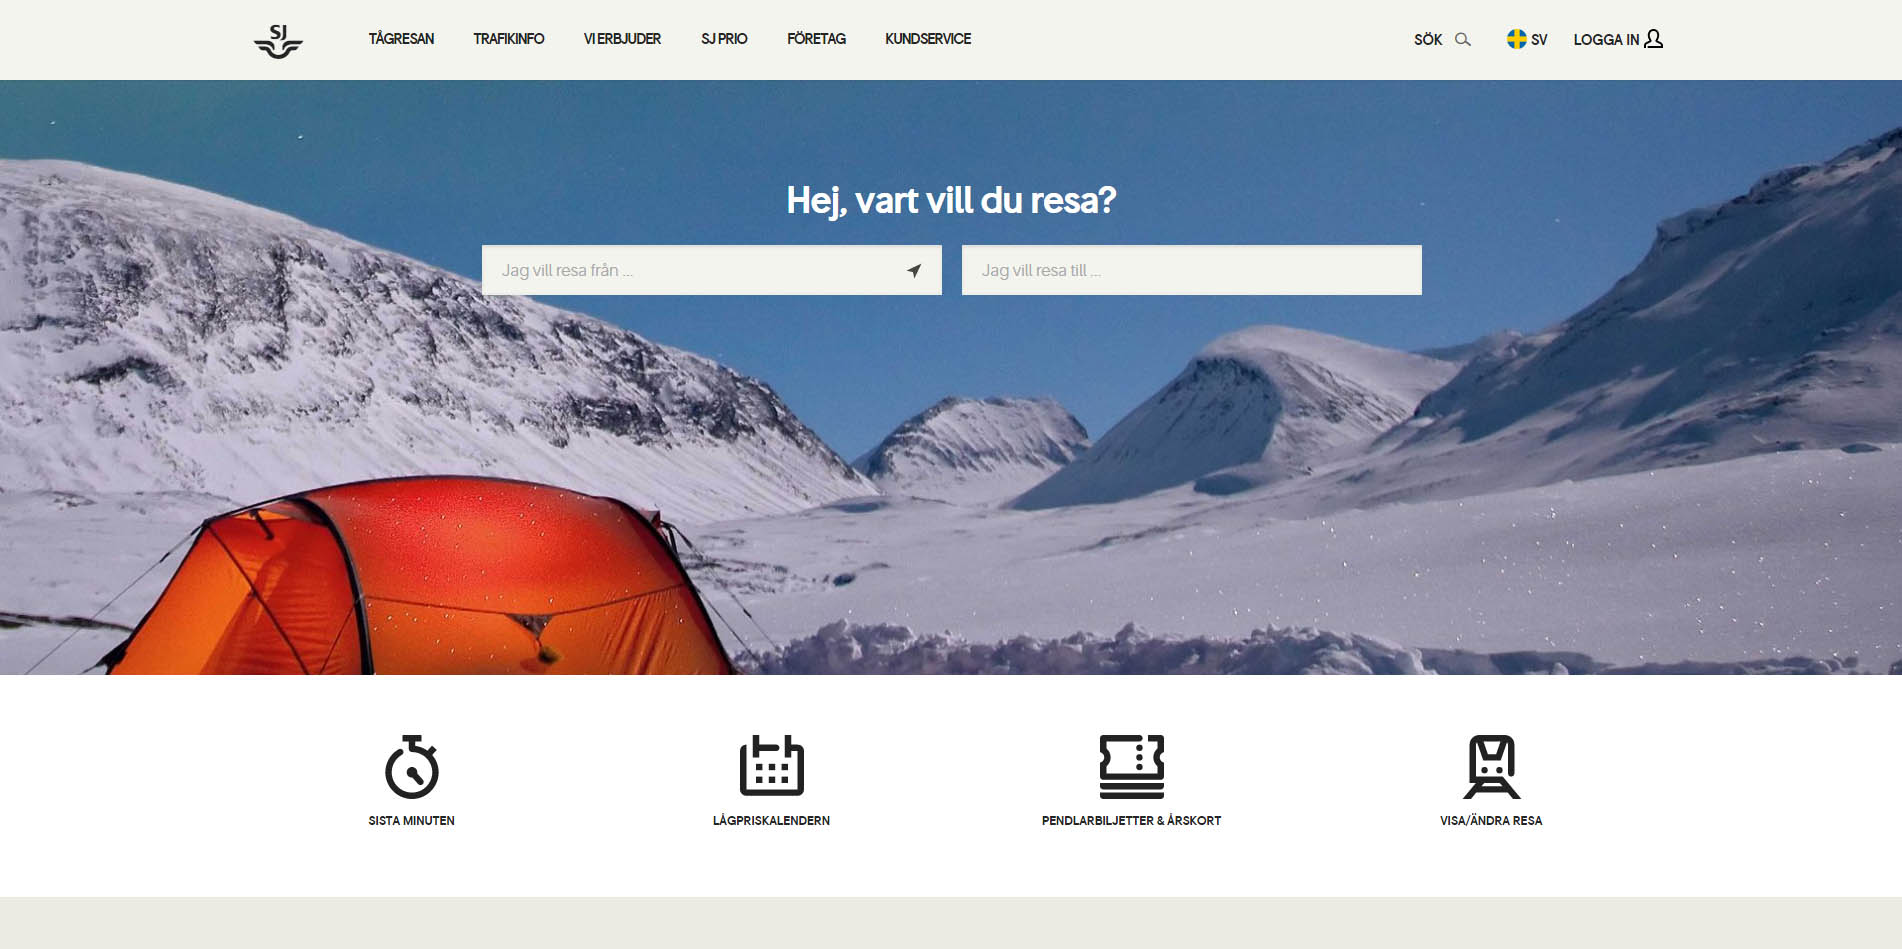 SJ
TÅGRESAN
TRAFIKINFO
VI ERBJUDER
SJ PRIO
FÖRETAG
KUNDSERVICE
SÖK
SV
LOGGA IN
Hej, vart vill du resa?
Jag vill resa från ...
Jag vill resa till ...
SISTA MINUTEN
LÅGPRISKALENDERN
PENDLARBILJETTER & ÅRSKORT
VISA/ÄNDRA RESA